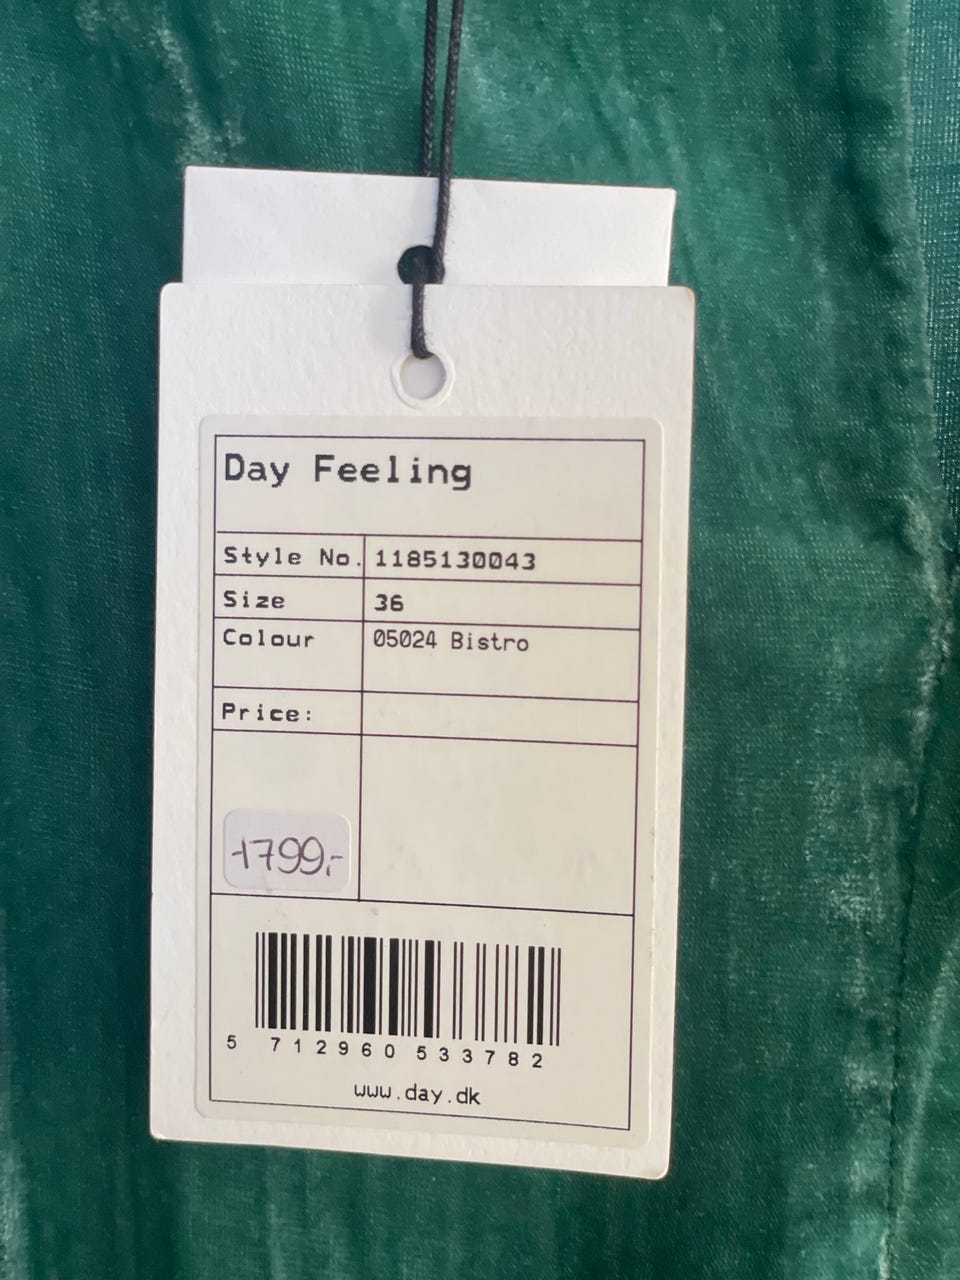 Day Feeling
Style No. 1185130043
Size 36
Colour 05024 Bistro
Price:
1799,-
5 712960 533782
www.day.dk